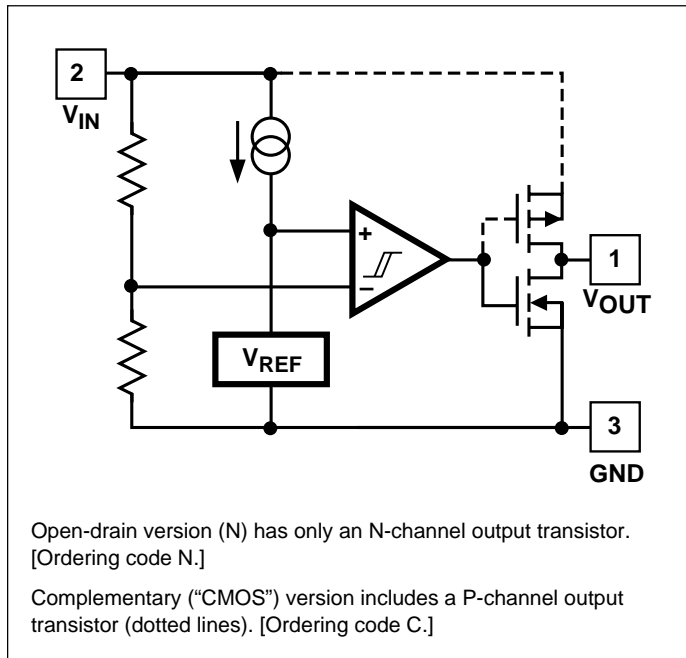 2
VIN
+
−
VREF
1
VOUT
3
GND
Open-drain version (N) has only an N-channel output transistor.
[Ordering code N.]
Complementary (“CMOS”) version includes a P-channel output
transistor (dotted lines). [Ordering code C.]